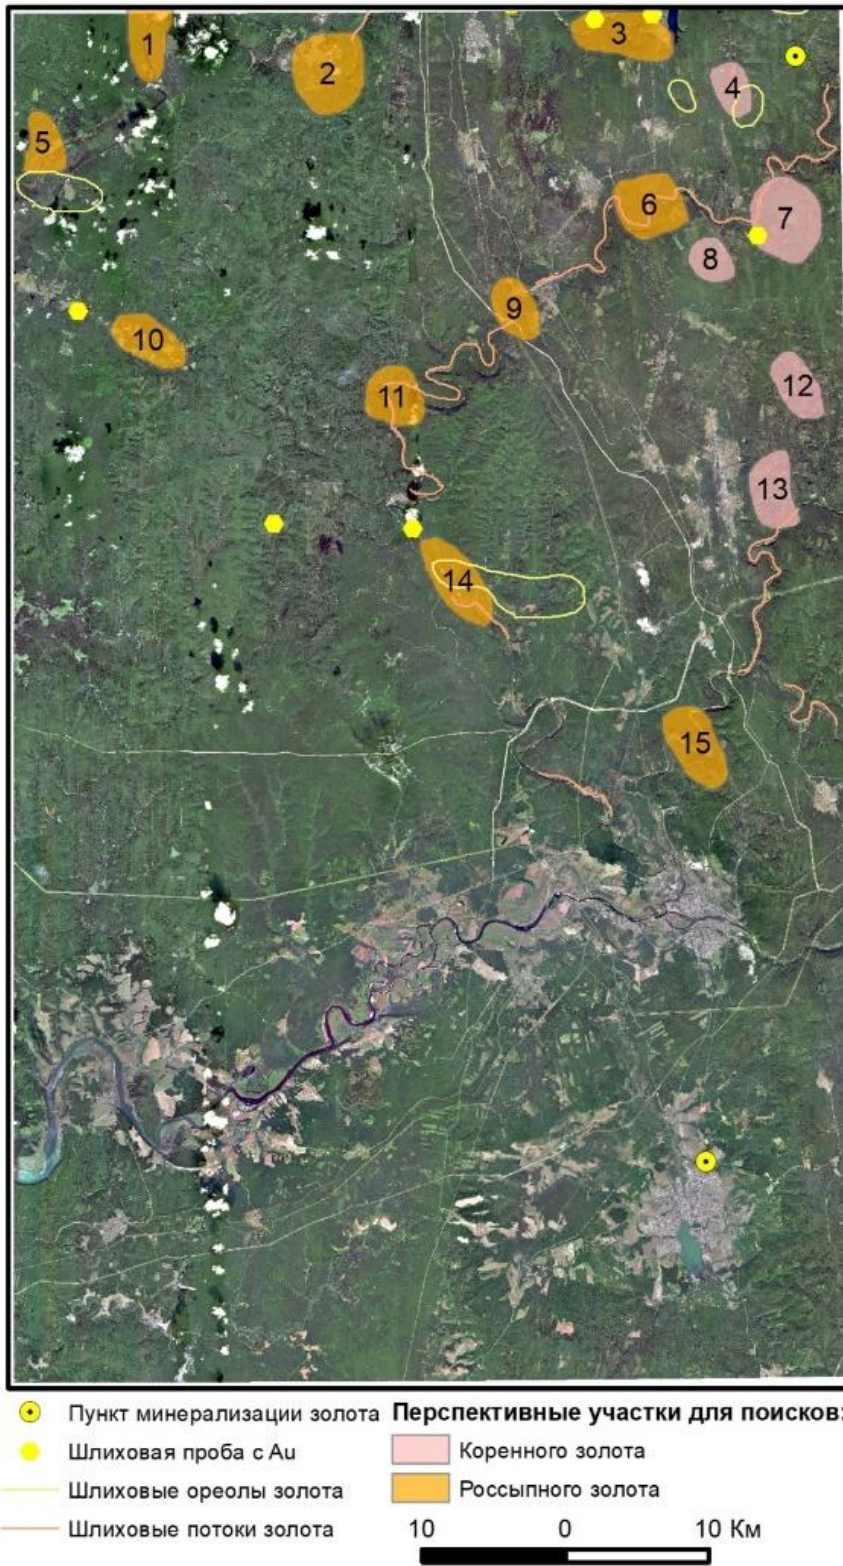 1
2
3
4
5
6
7
8
9
10
11
12
13
14
15
Пункт минерализации золота
Шлиховая проба с Au
Шлиховые ореолы золота
Шлиховые потоки золота
Перспективные участки для поисков:
Коренного золота
Россыпного золота
10 0 10 Км